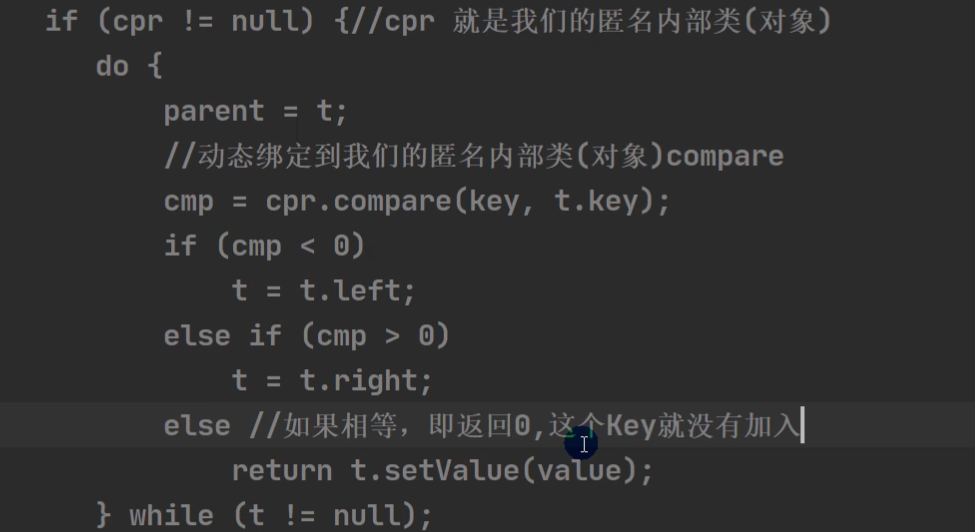 if (cpr != null) {//cpr 就是我们的匿名内部类(对象)
do {
parent = t;
//动态绑定到我们的匿名内部类(对象)compare
cmp = cpr.compare(key, t.key);
if (cmp < 0)
t = t.left;
else if (cmp > 0)
t = t.right;
else //如果相等，即返回0,这个Key就没有加入
return t.setValue(value);
} while (t != null);